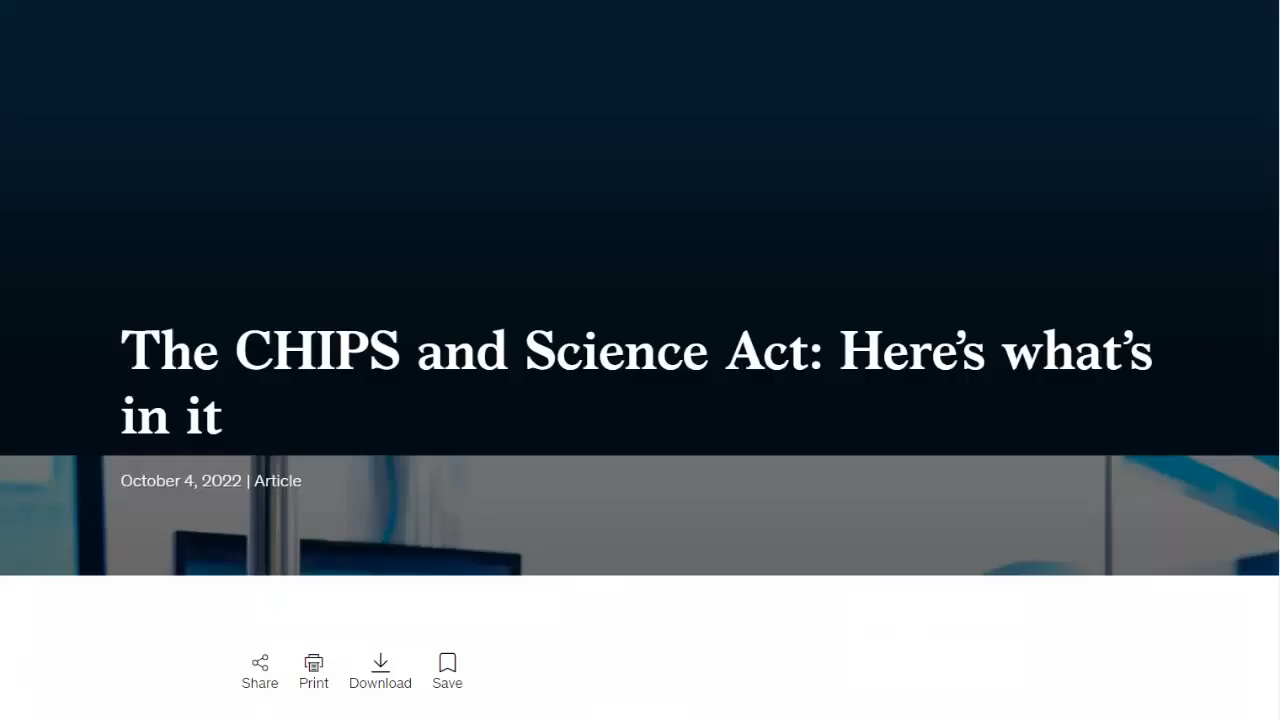 The CHIPS and Science Act: Here’s what’s
in it
October 4, 2022 | Article
Share Print Download Save